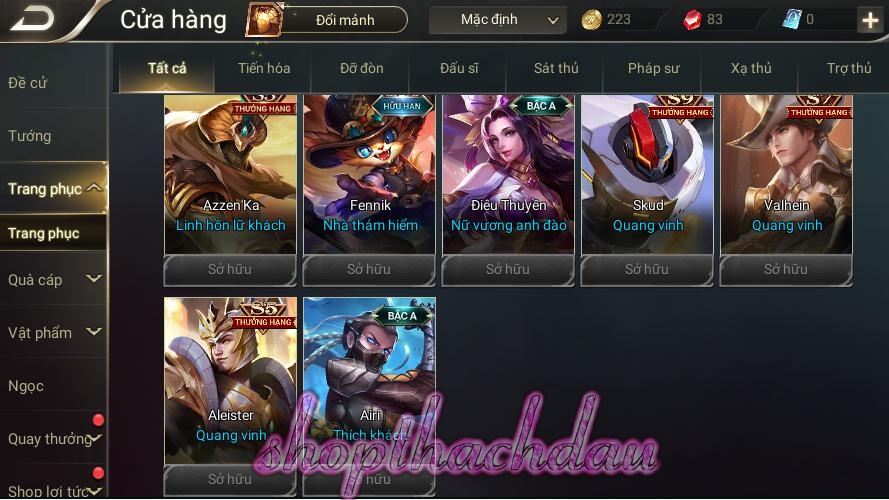 Cửa hàng
Đổi mảnh
Mặc định
223
83
0
Đề cử
Tướng
Trang phục
Trang phục
Quà cáp
Vật phẩm
Ngọc
Quay thưởng
Shop lợi tức
Tất cả
Tiến hóa
Đỡ đòn
Đấu sĩ
Sát thủ
Pháp sư
Xạ thủ
Trợ thủ
THƯỞNG HẠNG
Azzen'Ka
Linh hồn lữ khách
Sở hữu
HỮU HẠN
Fennik
Nhà thám hiểm
Sở hữu
BẬC A
Điêu Thuyền
Nữ vương anh đào
Sở hữu
S9
THƯỞNG HẠNG
Skud
Quang vinh
Sở hữu
THƯỞNG HẠNG
Valhein
Quang vinh
Sở hữu
S5
THƯỞNG HẠNG
Aleister
Quang vinh
Sở hữu
BẬC A
Airi
Thích khách
Sở hữu
shopthachdau